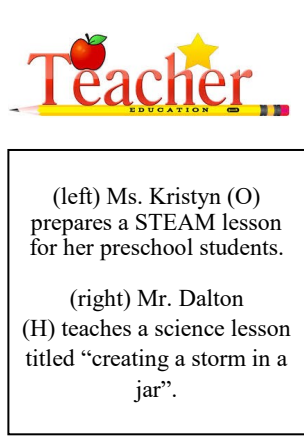 Teacher
EDUCATION
(left) Ms. Kristyn (O)
prepares a STEAM lesson
for her preschool students.
(right) Mr. Dalton
(H) teaches a science lesson
titled “creating a storm in a
jar”.